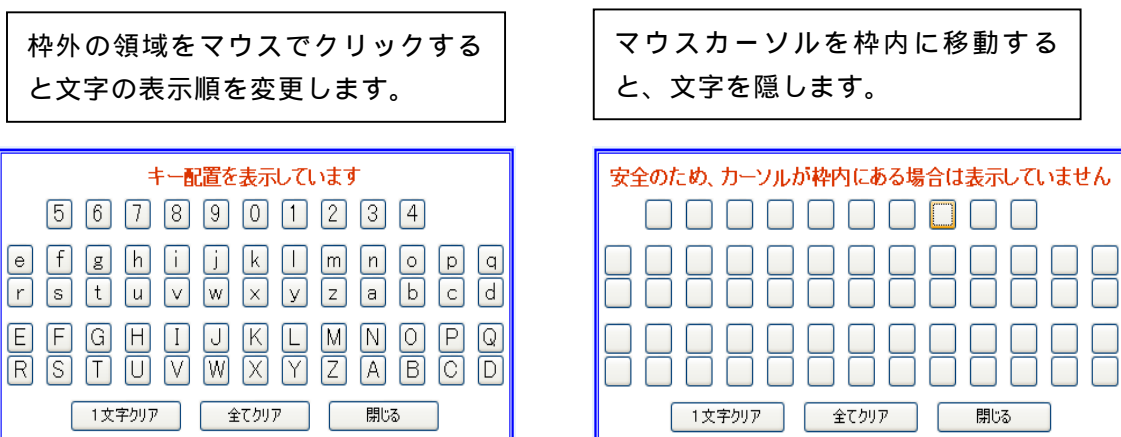 枠外の領域をマウスでクリックする
と文字の表示順を変更します。
キー配置を表示しています
5 6 7 8 9 0 1 2 3 4
e f g h i j k l m n o p q
r s t u v w x y z a b c d
E F G H I J K L M N O P Q
R S T U V W X Y Z A B C D
1文字クリア 全てクリア 閉じる
マウスカーソルを枠内に移動する
と、文字を隠します。
安全のため、カーソルが枠内にある場合は表示していません
1文字クリア 全てクリア 閉じる